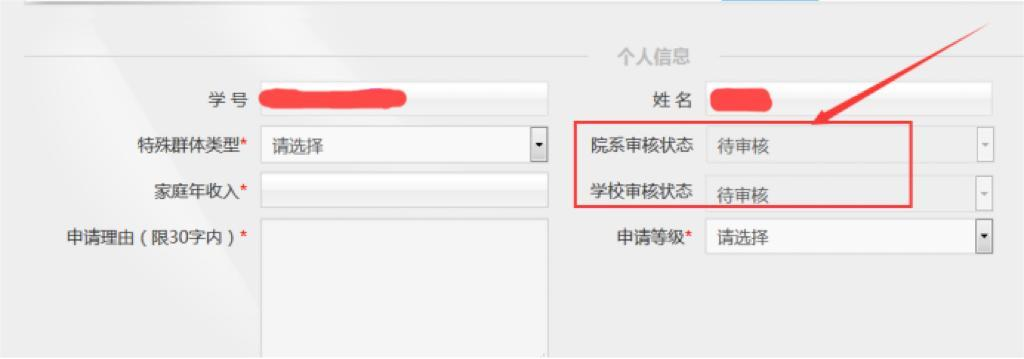 个人信息
学号
姓名
特殊群体类型* 请选择
院系审核状态 待审核
家庭年收入*
学校审核状态 待审核
申请理由（限30字内）*
申请等级* 请选择